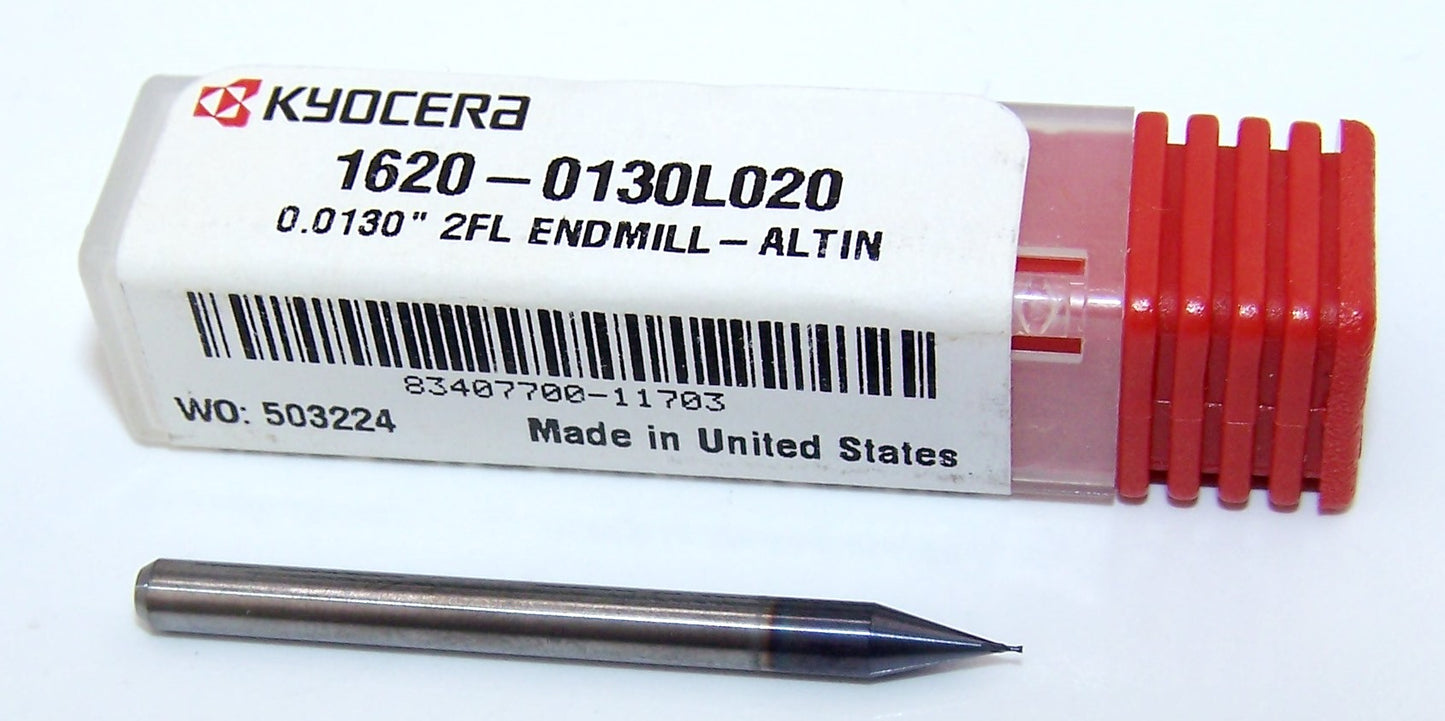 KYOCERA
1620-0130L020
0.0130" 2FL ENDMILL-ALTIN
83407700-11703
WO: 503224
Made in United States